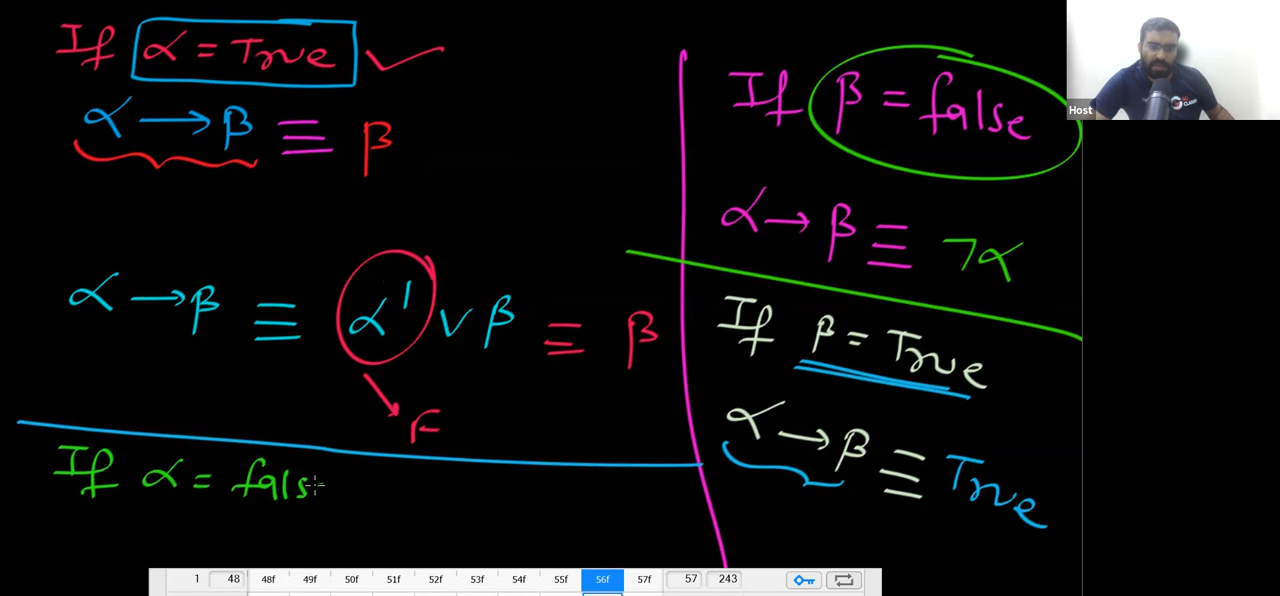 If α = True ✓
α → β ≡ β
α → β ≡ α' ∨ β ≡ β
F
If α = fals
If β = false
α → β ≡ ¬α
If β = True
α → β ≡ True
Host
1 48 48f 49f 50f 51f 52f 53f 54f 55f 56f 57f 57 243